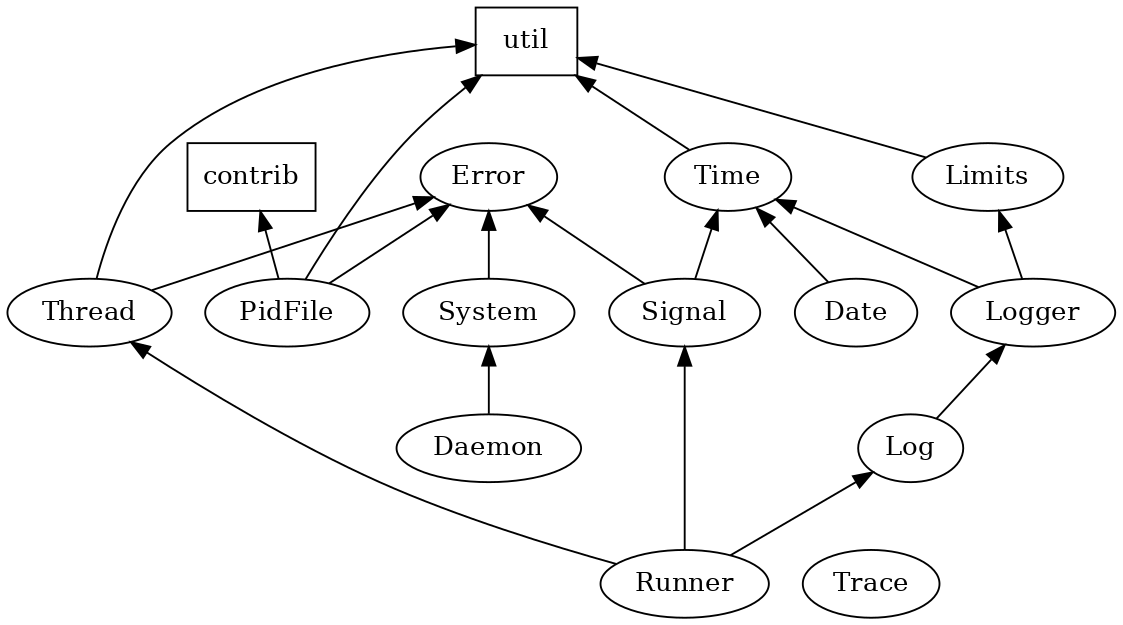 util
contrib
Error
Time
Limits
Thread
PidFile
System
Signal
Date
Logger
Daemon
Log
Runner
Trace